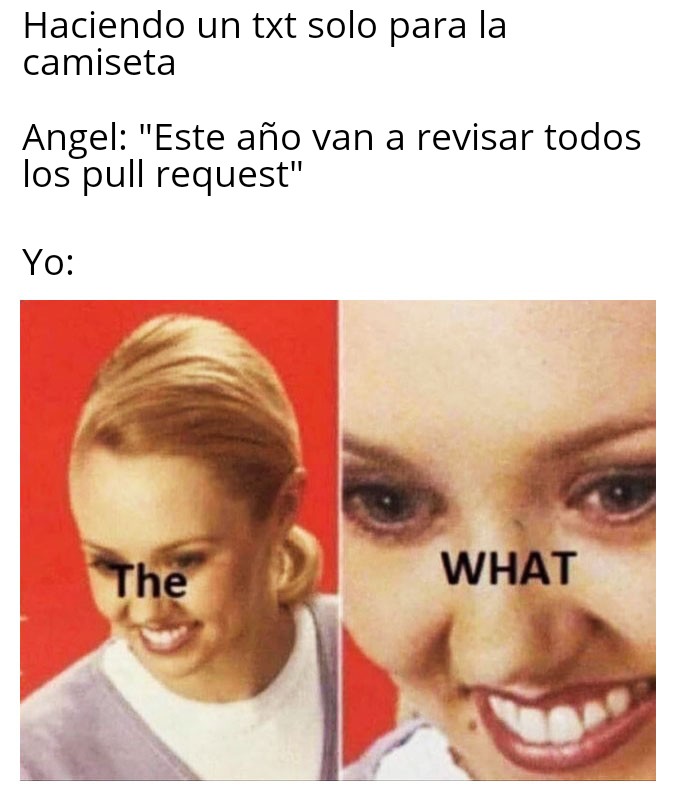 Haciendo un txt solo para la
camiseta
Angel: "Este año van a revisar todos
los pull request"
Yo:
The
WHAT